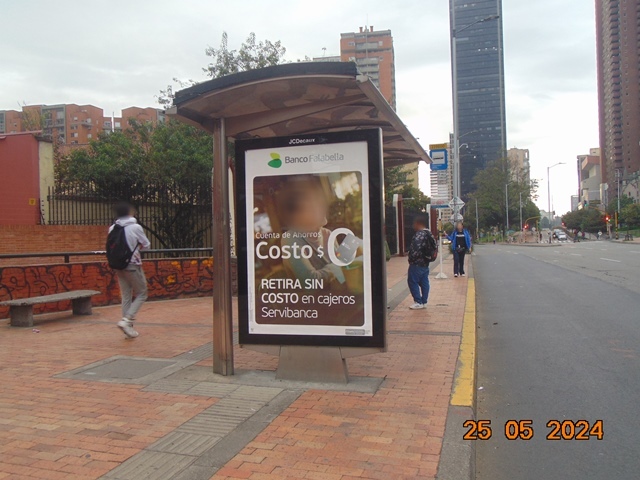 JCDecaux
Banco Falabella
Cuenta de Ahorros
Costo $0
RETIRA SIN
COSTO en cajeros
Servibanca
25 05 2024